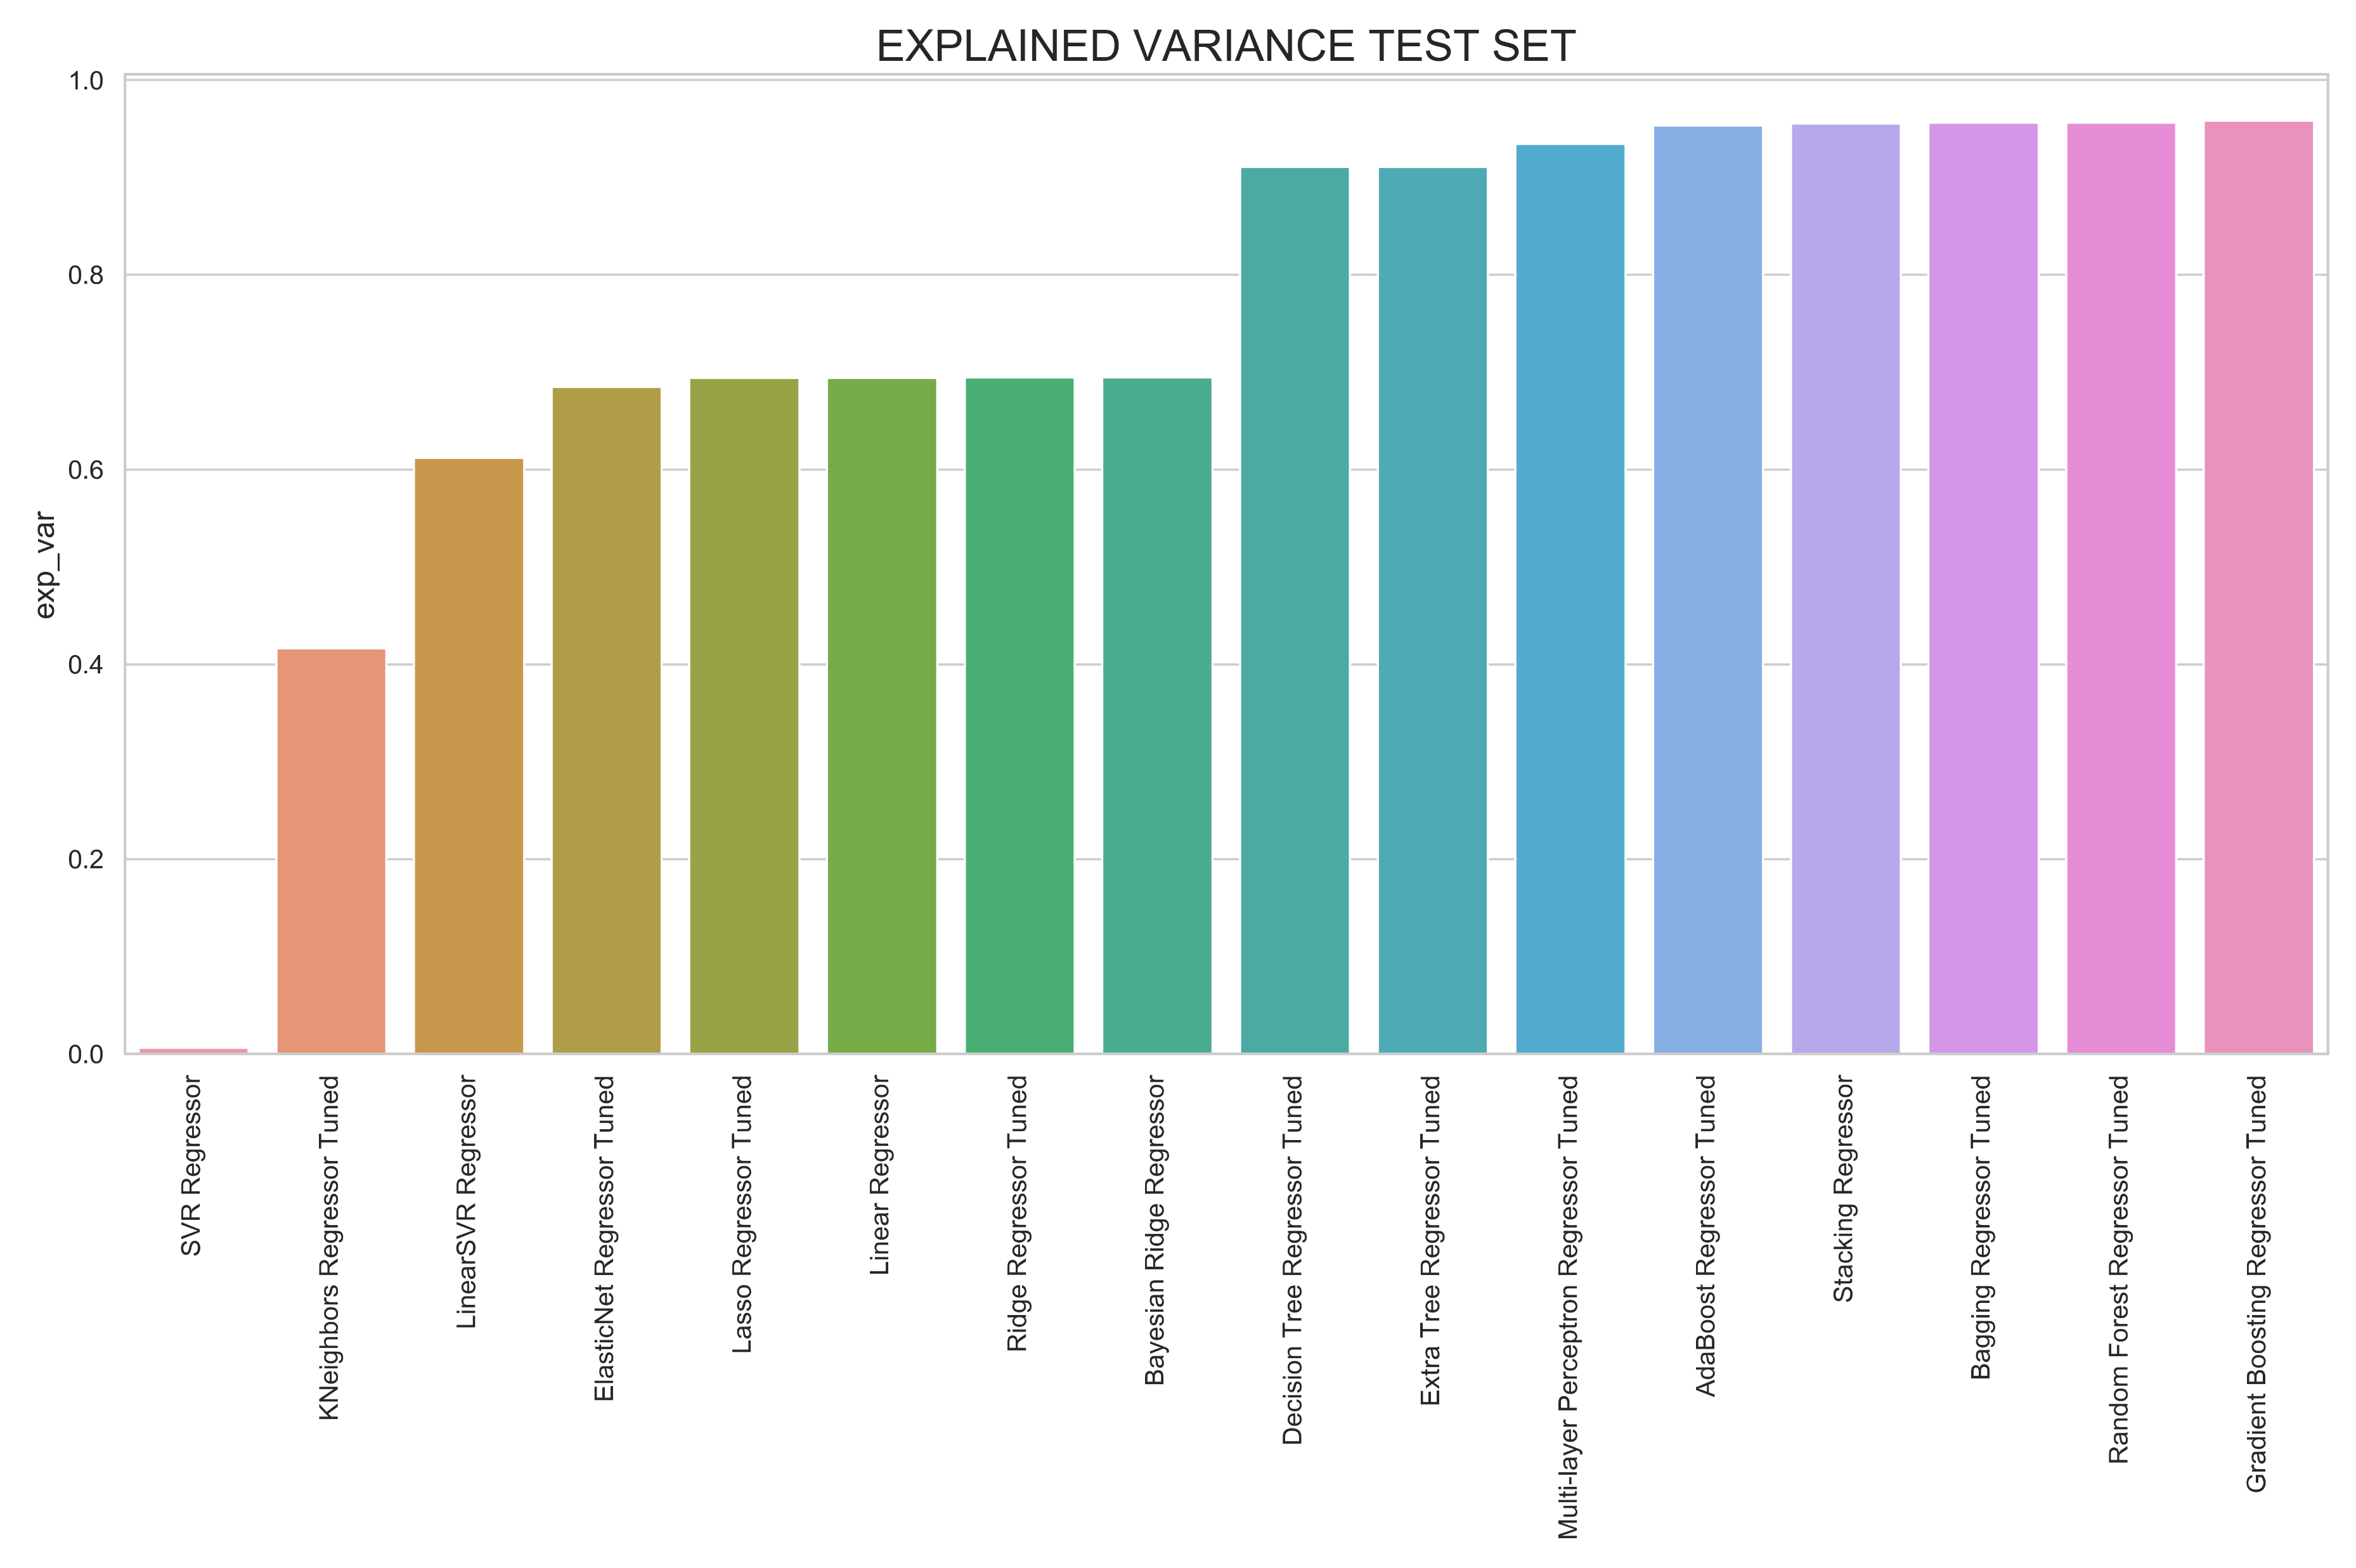 EXPLAINED VARIANCE TEST SET
1.0
0.8
0.6
0.4
0.2
0.0
exp_var
SVR Regressor
KNeighbors Regressor Tuned
LinearSVR Regressor
ElasticNet Regressor Tuned
Lasso Regressor Tuned
Linear Regressor
Ridge Regressor Tuned
Bayesian Ridge Regressor
Decision Tree Regressor Tuned
Extra Tree Regressor Tuned
Multi-layer Perceptron Regressor Tuned
AdaBoost Regressor Tuned
Stacking Regressor
Bagging Regressor Tuned
Random Forest Regressor Tuned
Gradient Boosting Regressor Tuned